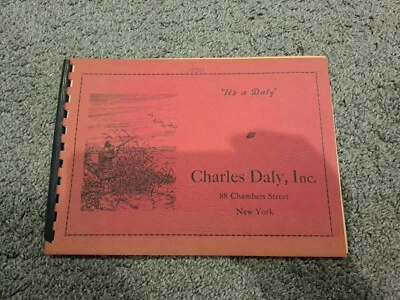 "It's a Daly"
Charles Daly, Inc.
88 Chambers Street
New York